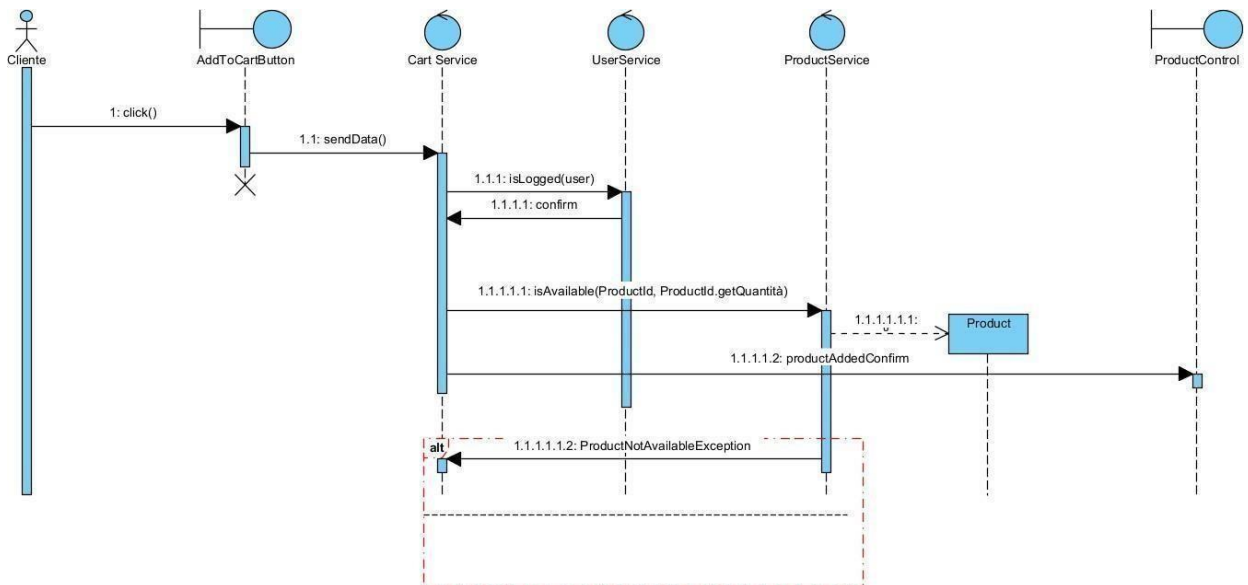 Cliente
AddToCartButton
Cart Service
UserService
ProductService
ProductControl
1: click()
1.1: sendData()
1.1.1: isLogged(user)
1.1.1.1: confirm
1.1.1.1.1: isAvailable(ProductId, ProductId.getQuantità)
1.1.1.1.1.1:
Product
1.1.1.1.2: productAddedConfirm
alt
1.1.1.1.1.2: ProductNotAvailableException